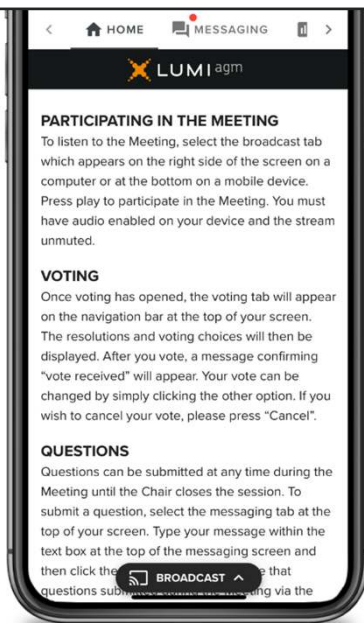 HOME MESSAGING
LUMI agm
PARTICIPATING IN THE MEETING
To listen to the Meeting, select the broadcast tab
which appears on the right side of the screen on a
computer or at the bottom on a mobile device.
Press play to participate in the Meeting. You must
have audio enabled on your device and the stream
unmuted.
VOTING
Once voting has opened, the voting tab will appear
on the navigation bar at the top of your screen.
The resolutions and voting choices will then be
displayed. After you vote, a message confirming
“vote received” will appear. Your vote can be
changed by simply clicking the other option. If you
wish to cancel your vote, please press “Cancel”.
QUESTIONS
Questions can be submitted at any time during the
Meeting until the Chair closes the session. To
submit a question, select the messaging tab at the
top of your screen. Type your message within the
text box at the top of the messaging screen and
then click the that
BROADCAST
questions via the